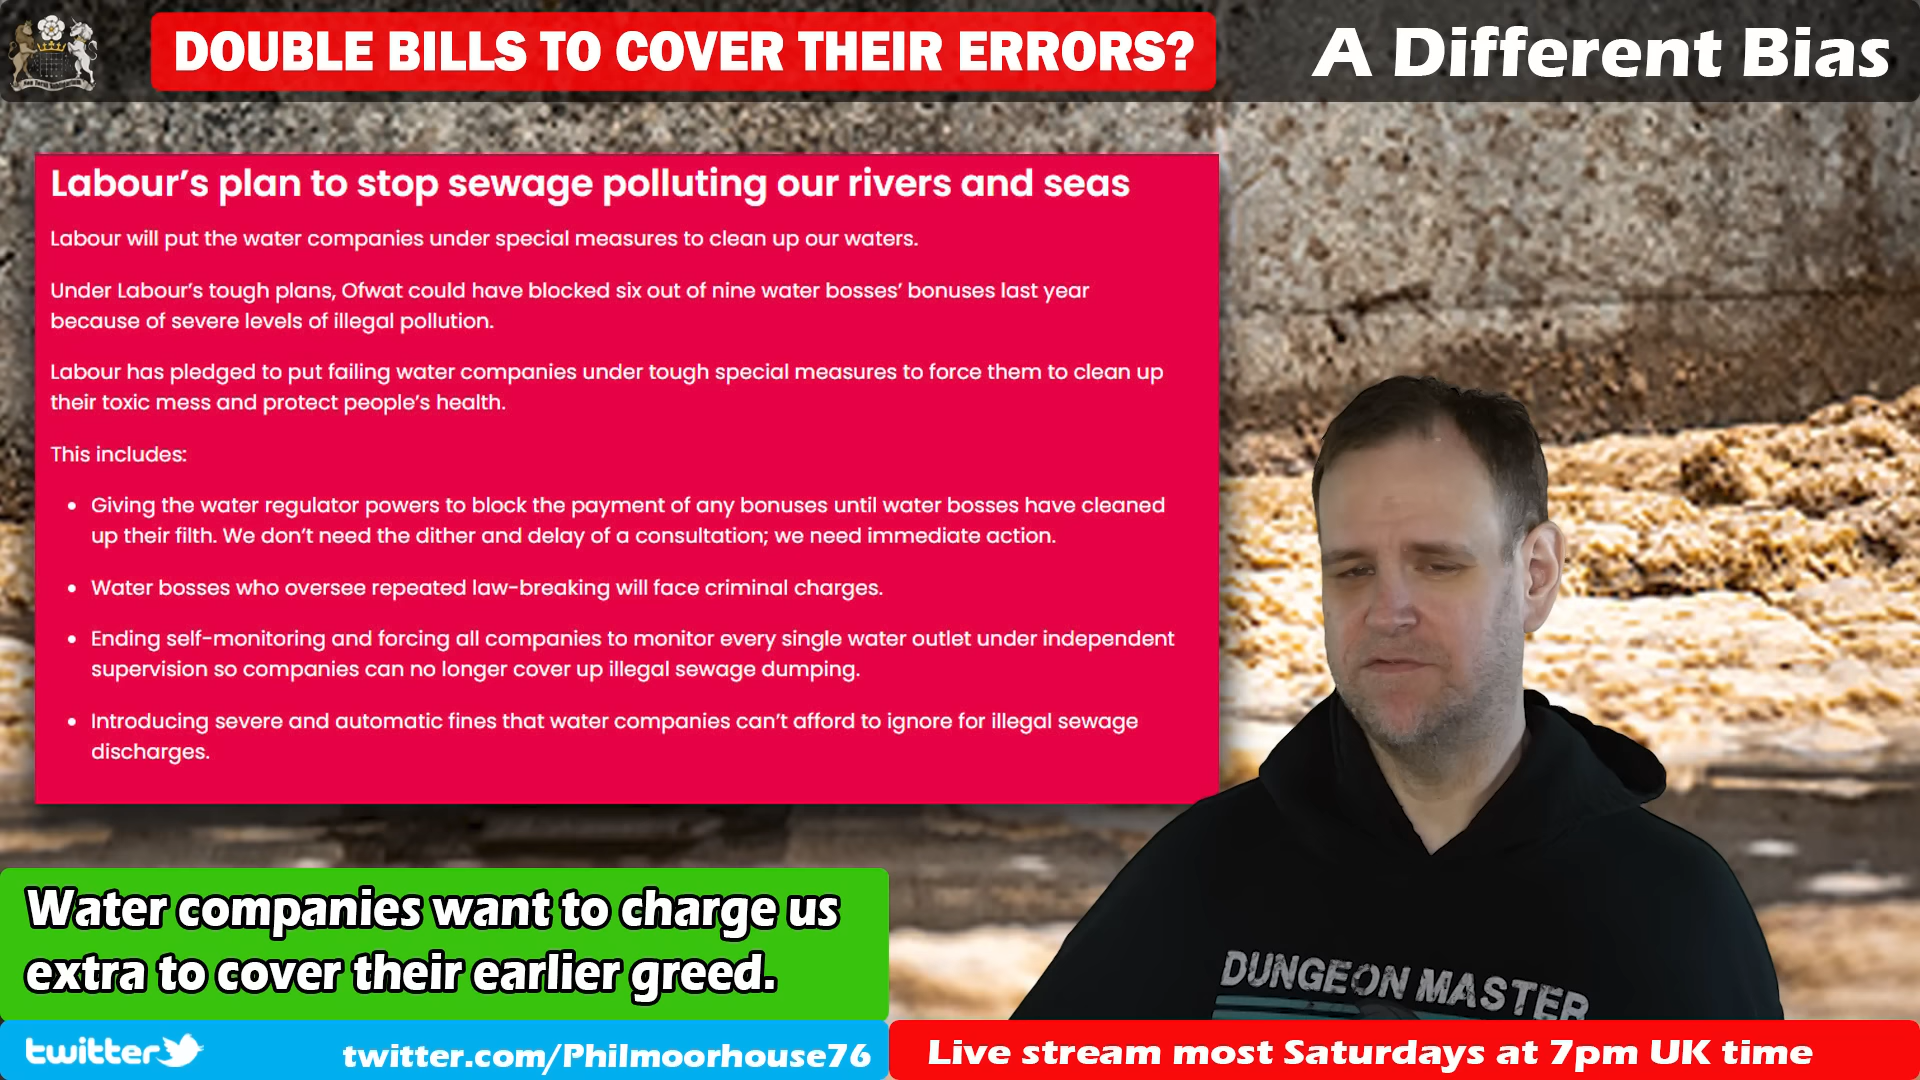 DOUBLE BILLS TO COVER THEIR ERRORS?
A Different Bias
Labour’s plan to stop sewage polluting our rivers and seas
Labour will put the water companies under special measures to clean up our waters.
Under Labour’s tough plans, Ofwat could have blocked six out of nine water bosses’ bonuses last year
because of severe levels of illegal pollution.
Labour has pledged to put failing water companies under tough special measures to force them to clean up
their toxic mess and protect people’s health.
This includes:
• Giving the water regulator powers to block the payment of any bonuses until water bosses have cleaned
up their filth. We don’t need the dither and delay of a consultation; we need immediate action.
• Water bosses who oversee repeated law-breaking will face criminal charges.
• Ending self-monitoring and forcing all companies to monitor every single water outlet under independent
supervision so companies can no longer cover up illegal sewage dumping.
• Introducing severe and automatic fines that water companies can’t afford to ignore for illegal sewage
discharges.
DUNGEON MASTER
Water companies want to charge us
extra to cover their earlier greed.
twitter
twitter.com/Philmoorhouse76
Live stream most Saturdays at 7pm UK time